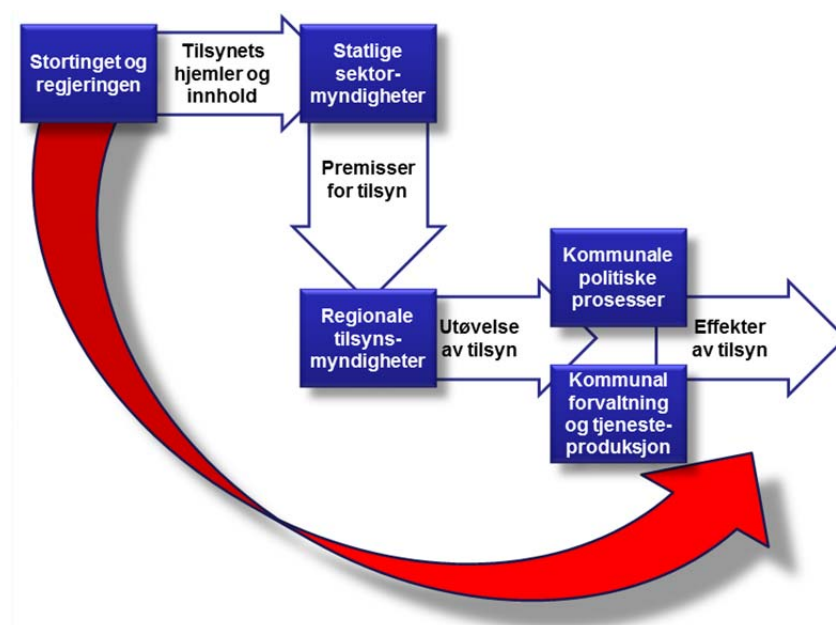 Stortinget og
regjeringen
Tilsynets
hjemler og
innhold
Statlige
sektor-
myndigheter
Premisser
for tilsyn
Regionale
tilsyns-
myndigheter
Utøvelse
av tilsyn
Kommunale
politiske
prosesser
Kommunal
forvaltning
og tjeneste-
produksjon
Effekter
av tilsyn